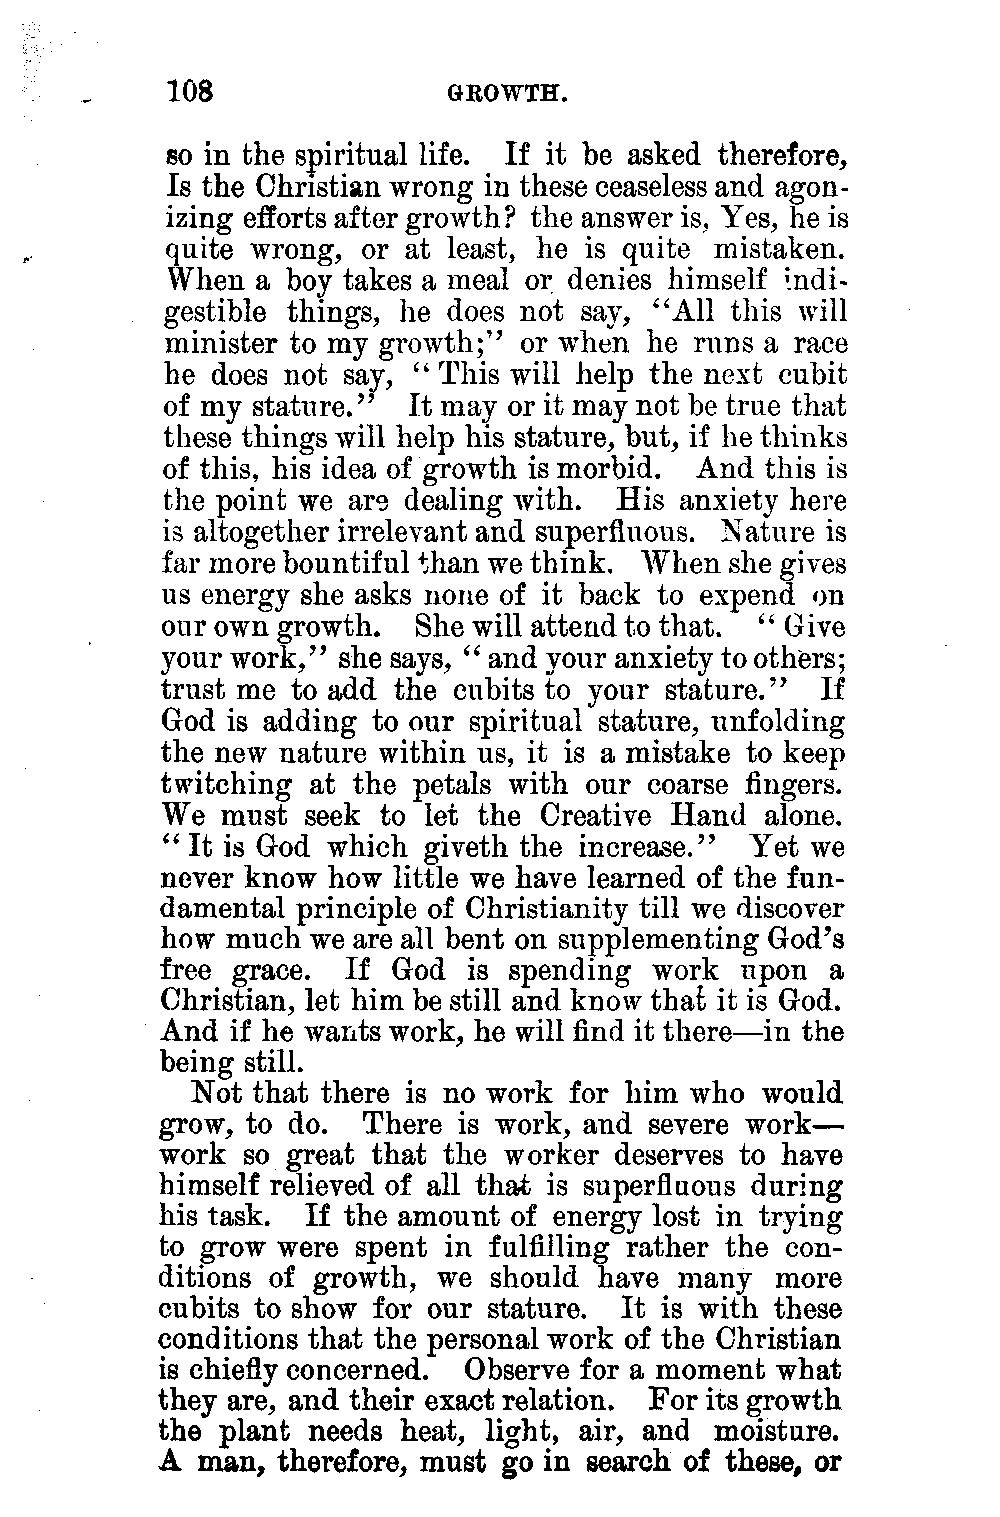 108 GROWTH.
so in the spiritual life. If it be asked therefore,
Is the Christian wrong in these ceaseless and agon-
izing efforts after growth? the answer is, Yes, he is
quite wrong, or at least, he is quite mistaken.
When a boy takes a meal or denies himself indi-
gestible things, he does not say, “All this will
minister to my growth;” or when he runs a race
he does not say, “This will help the next cubit
of my stature.” It may or it may not be true that
these things will help his stature, but, if he thinks
of this, his idea of growth is morbid. And this is
the point we are dealing with. His anxiety here
is altogether irrelevant and superfluous. Nature is
far more bountiful than we think. When she gives
us energy she asks none of it back to expend on
our own growth. She will attend to that. “Give
your work,” she says, “and your anxiety to others;
trust me to add the cubits to your stature.” If
God is adding to our spiritual stature, unfolding
the new nature within us, it is a mistake to keep
twitching at the petals with our coarse fingers.
We must seek to let the Creative Hand alone.
“It is God which giveth the increase.” Yet we
never know how little we have learned of the fun-
damental principle of Christianity till we discover
how much we are all bent on supplementing God’s
free grace. If God is spending work upon a
Christian, let him be still and know that it is God.
And if he wants work, he will find it there—in the
being still.
Not that there is no work for him who would
grow, to do. There is work, and severe work—
work so great that the worker deserves to have
himself relieved of all that is superfluous during
his task. If the amount of energy lost in trying
to grow were spent in fulfilling rather the con-
ditions of growth, we should have many more
cubits to show for our stature. It is with these
conditions that the personal work of the Christian
is chiefly concerned. Observe for a moment what
they are, and their exact relation. For its growth
the plant needs heat, light, air, and moisture.
A man, therefore, must go in search of these, or